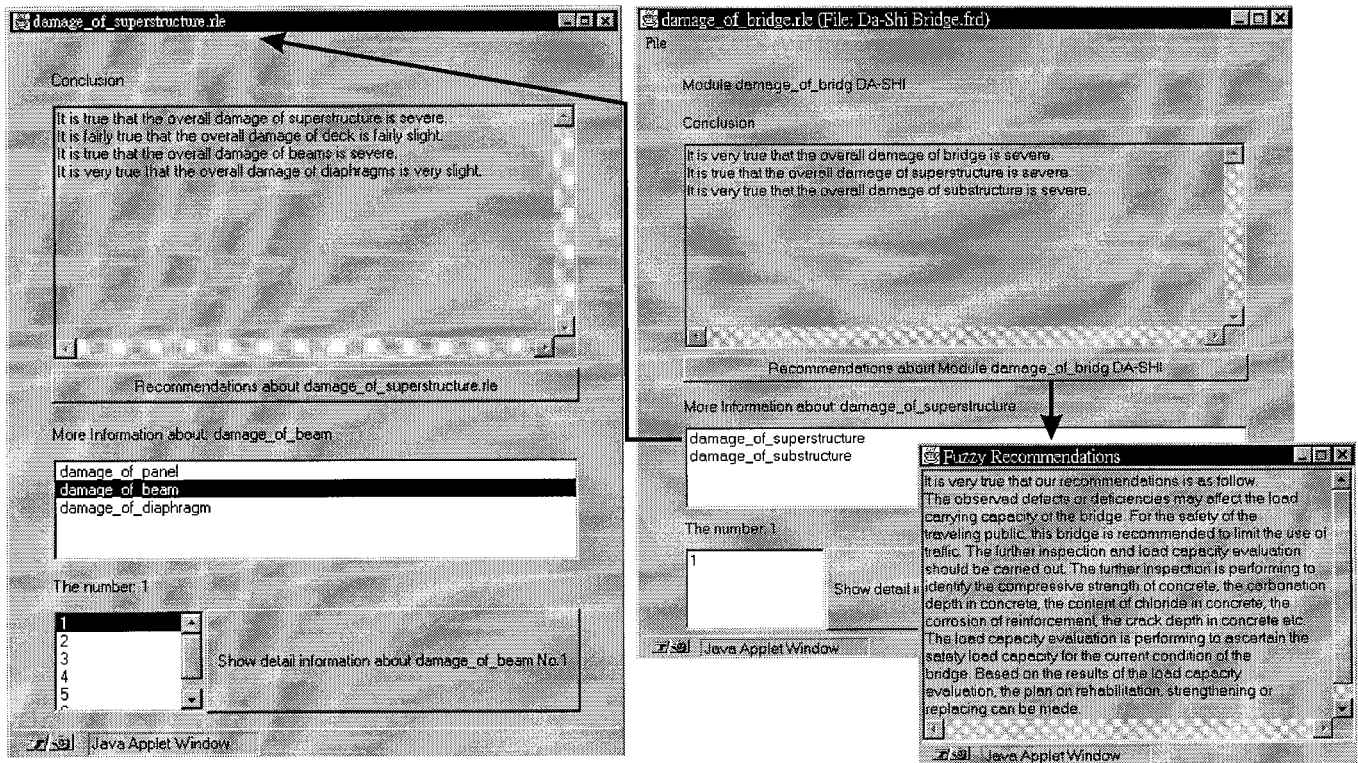 damage_of_superstructure.rle
Conclusion
It is true that the overall damage of superstructure is severe.
It is fairly true that the overall damage of deck is fairly slight.
It is true that the overall damage of beams is severe.
It is very true that the overall damage of diaphragms is very slight.
Recommendations about damage_of_superstructure.rle
More Information about: damage_of_beam
damage_of_panel
damage_of_beam
damage_of_diaphragm
The number: 1
1
2
3
4
5
Show detail information about damage_of_beam No.1
Java Applet Window
damage_of_bridge.rle (File: Da-Shi Bridge.frd)
File
Module damage_of_bridg DA-SHI
Conclusion
It is very true that the overall damage of bridge is severe.
It is true that the overall damage of superstructure is severe.
It is very true that the overall damage of substructure is severe.
Recommendations about Module damage_of_bridg DA-SHI
More Information about: damage_of_superstructure
damage_of_superstructure
damage_of_substructure
The number: 1
1
Show detail
Java Applet Window
Fuzzy Recommendations
It is very true that our recommendations is as follow.
The observed defects or deficiencies may affect the load
carrying capacity of the bridge. For the safety of the
traveling public, this bridge is recommended to limit the use of
traffic. The further inspection and load capacity evaluation
should be carried out. The further inspection is performing to
identify the compressive strength of concrete, the carbonation
depth in concrete, the content of chloride in concrete, the
corrosion of reinforcement, the crack depth in concrete etc.
The load capacity evaluation is performing to ascertain the
safety load capacity for the current condition of the
bridge. Based on the results of the load capacity
evaluation, the plan on rehabilitation, strengthening or
replacing can be made.
Java Applet Window